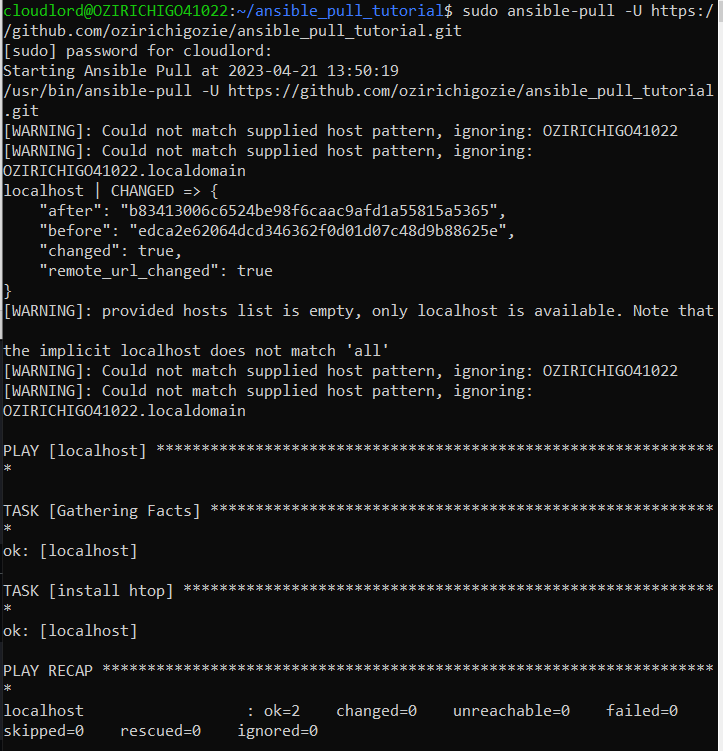 cloudlord@OZIRICHIGO41022:~/ansible_pull_tutorial$ sudo ansible-pull -U https:/
/github.com/ozirichigozie/ansible_pull_tutorial.git
[sudo] password for cloudlord:
Starting Ansible Pull at 2023-04-21 13:50:19
/usr/bin/ansible-pull -U https://github.com/ozirichigozie/ansible_pull_tutorial
.git
[WARNING]: Could not match supplied host pattern, ignoring: OZIRICHIGO41022
[WARNING]: Could not match supplied host pattern, ignoring:
OZIRICHIGO41022.localdomain
localhost | CHANGED => {
    "after": "b83413006c6524be98f6caac9afd1a55815a5365",
    "before": "edca2e62064dcd346362f0d01d07c48d9b88625e",
    "changed": true,
    "remote_url_changed": true
}
[WARNING]: provided hosts list is empty, only localhost is available. Note that
the implicit localhost does not match 'all'
[WARNING]: Could not match supplied host pattern, ignoring: OZIRICHIGO41022
[WARNING]: Could not match supplied host pattern, ignoring:
OZIRICHIGO41022.localdomain
PLAY [localhost] **************************************************************
*
TASK [Gathering Facts] ********************************************************
*
ok: [localhost]
TASK [install htop] ***********************************************************
*
ok: [localhost]
PLAY RECAP ********************************************************************
*
localhost                  : ok=2    changed=0    unreachable=0    failed=0
skipped=0    rescued=0    ignored=0